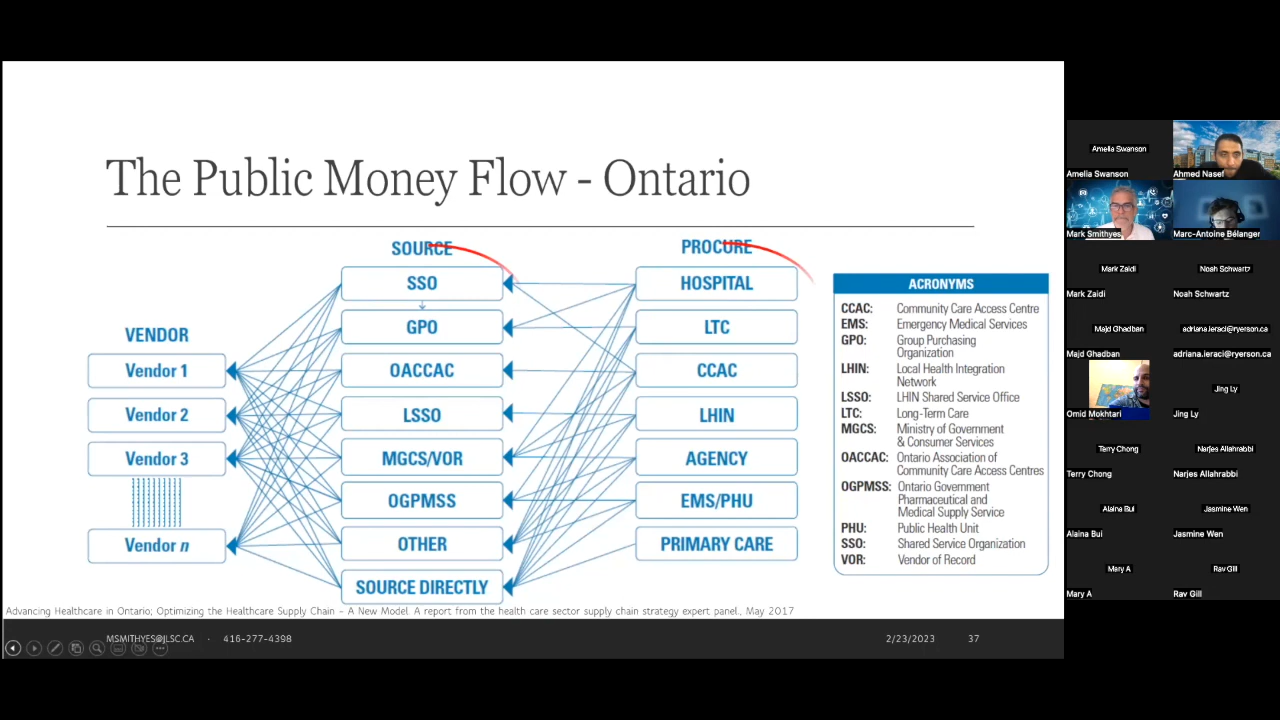 The Public Money Flow - Ontario
SOURCE
PROCURE
VENDOR
Vendor 1
Vendor 2
Vendor 3
Vendor n
SSO
GPO
OACCAC
LSSO
MGCS/VOR
OGPMSS
OTHER
SOURCE DIRECTLY
HOSPITAL
LTC
CCAC
LHIN
AGENCY
EMS/PHU
PRIMARY CARE
ACRONYMS
CCAC: Community Care Access Centre
EMS: Emergency Medical Services
GPO: Group Purchasing
Organization
LHIN: Local Health Integration
Network
LSSO: LHIN Shared Service Office
LTC: Long-Term Care
MGCS: Ministry of Government
& Consumer Services
OACCAC: Ontario Association of
Community Care Access Centres
OGPMSS: Ontario Government
Pharmaceutical and
Medical Supply Service
PHU: Public Health Unit
SSO: Shared Service Organization
VOR: Vendor of Record
Advancing Healthcare in Ontario; Optimizing the Healthcare Supply Chain – A New Model. A report from the health care sector supply chain strategy expert panel., May 2017
MSMITHYES@JLSC.CA · 416-277-4398
2/23/2023 37
Amelia Swanson
Amelia Swanson
Ahmed Nasef
Mark Smithyes
Marc-Antoine Bélanger
Mark Zaidi
Mark Zaidi
Noah Schwartz
Noah Schwartz
Majd Ghadban
Majd Ghadban
adriana.ieraci@ryerson.ca
adriana.ieraci@ryerson.ca
Omid Mokhtari
Jing Ly
Jing Ly
Terry Chong
Terry Chong
Narjes Allahrabbi
Narjes Allahrabbi
Alaina Bui
Alaina Bui
Jasmine Wen
Jasmine Wen
Mary A
Mary A
Rav Gill
Rav Gill